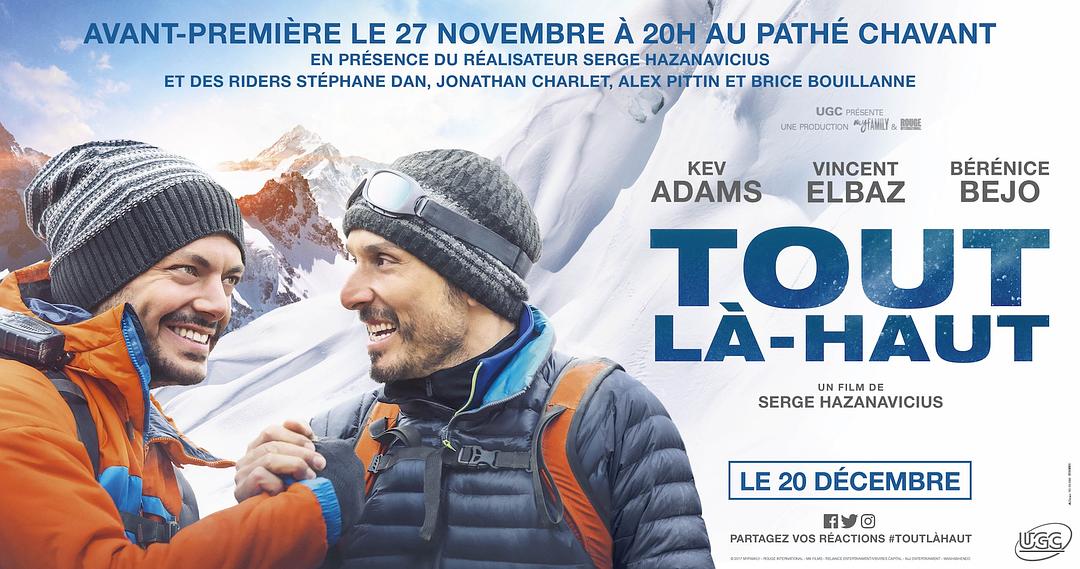 AVANT-PREMIÈRE LE 27 NOVEMBRE À 20H AU PATHÉ CHAVANT
EN PRÉSENCE DU RÉALISATEUR SERGE HAZANAVICIUS
ET DES RIDERS STÉPHANE DAN, JONATHAN CHARLET, ALEX PITTIN ET BRICE BOUILLANNE
UGC PRÉSENTE
UNE PRODUCTION myFAMILY & ROUGE
KEV VINCENT BÉRÉNICE
ADAMS ELBAZ BEJO
TOUT
LÀ-HAUT
UN FILM DE
SERGE HAZANAVICIUS
LE 20 DÉCEMBRE
PARTAGEZ VOS RÉACTIONS #TOUTLÀHAUT
UGC